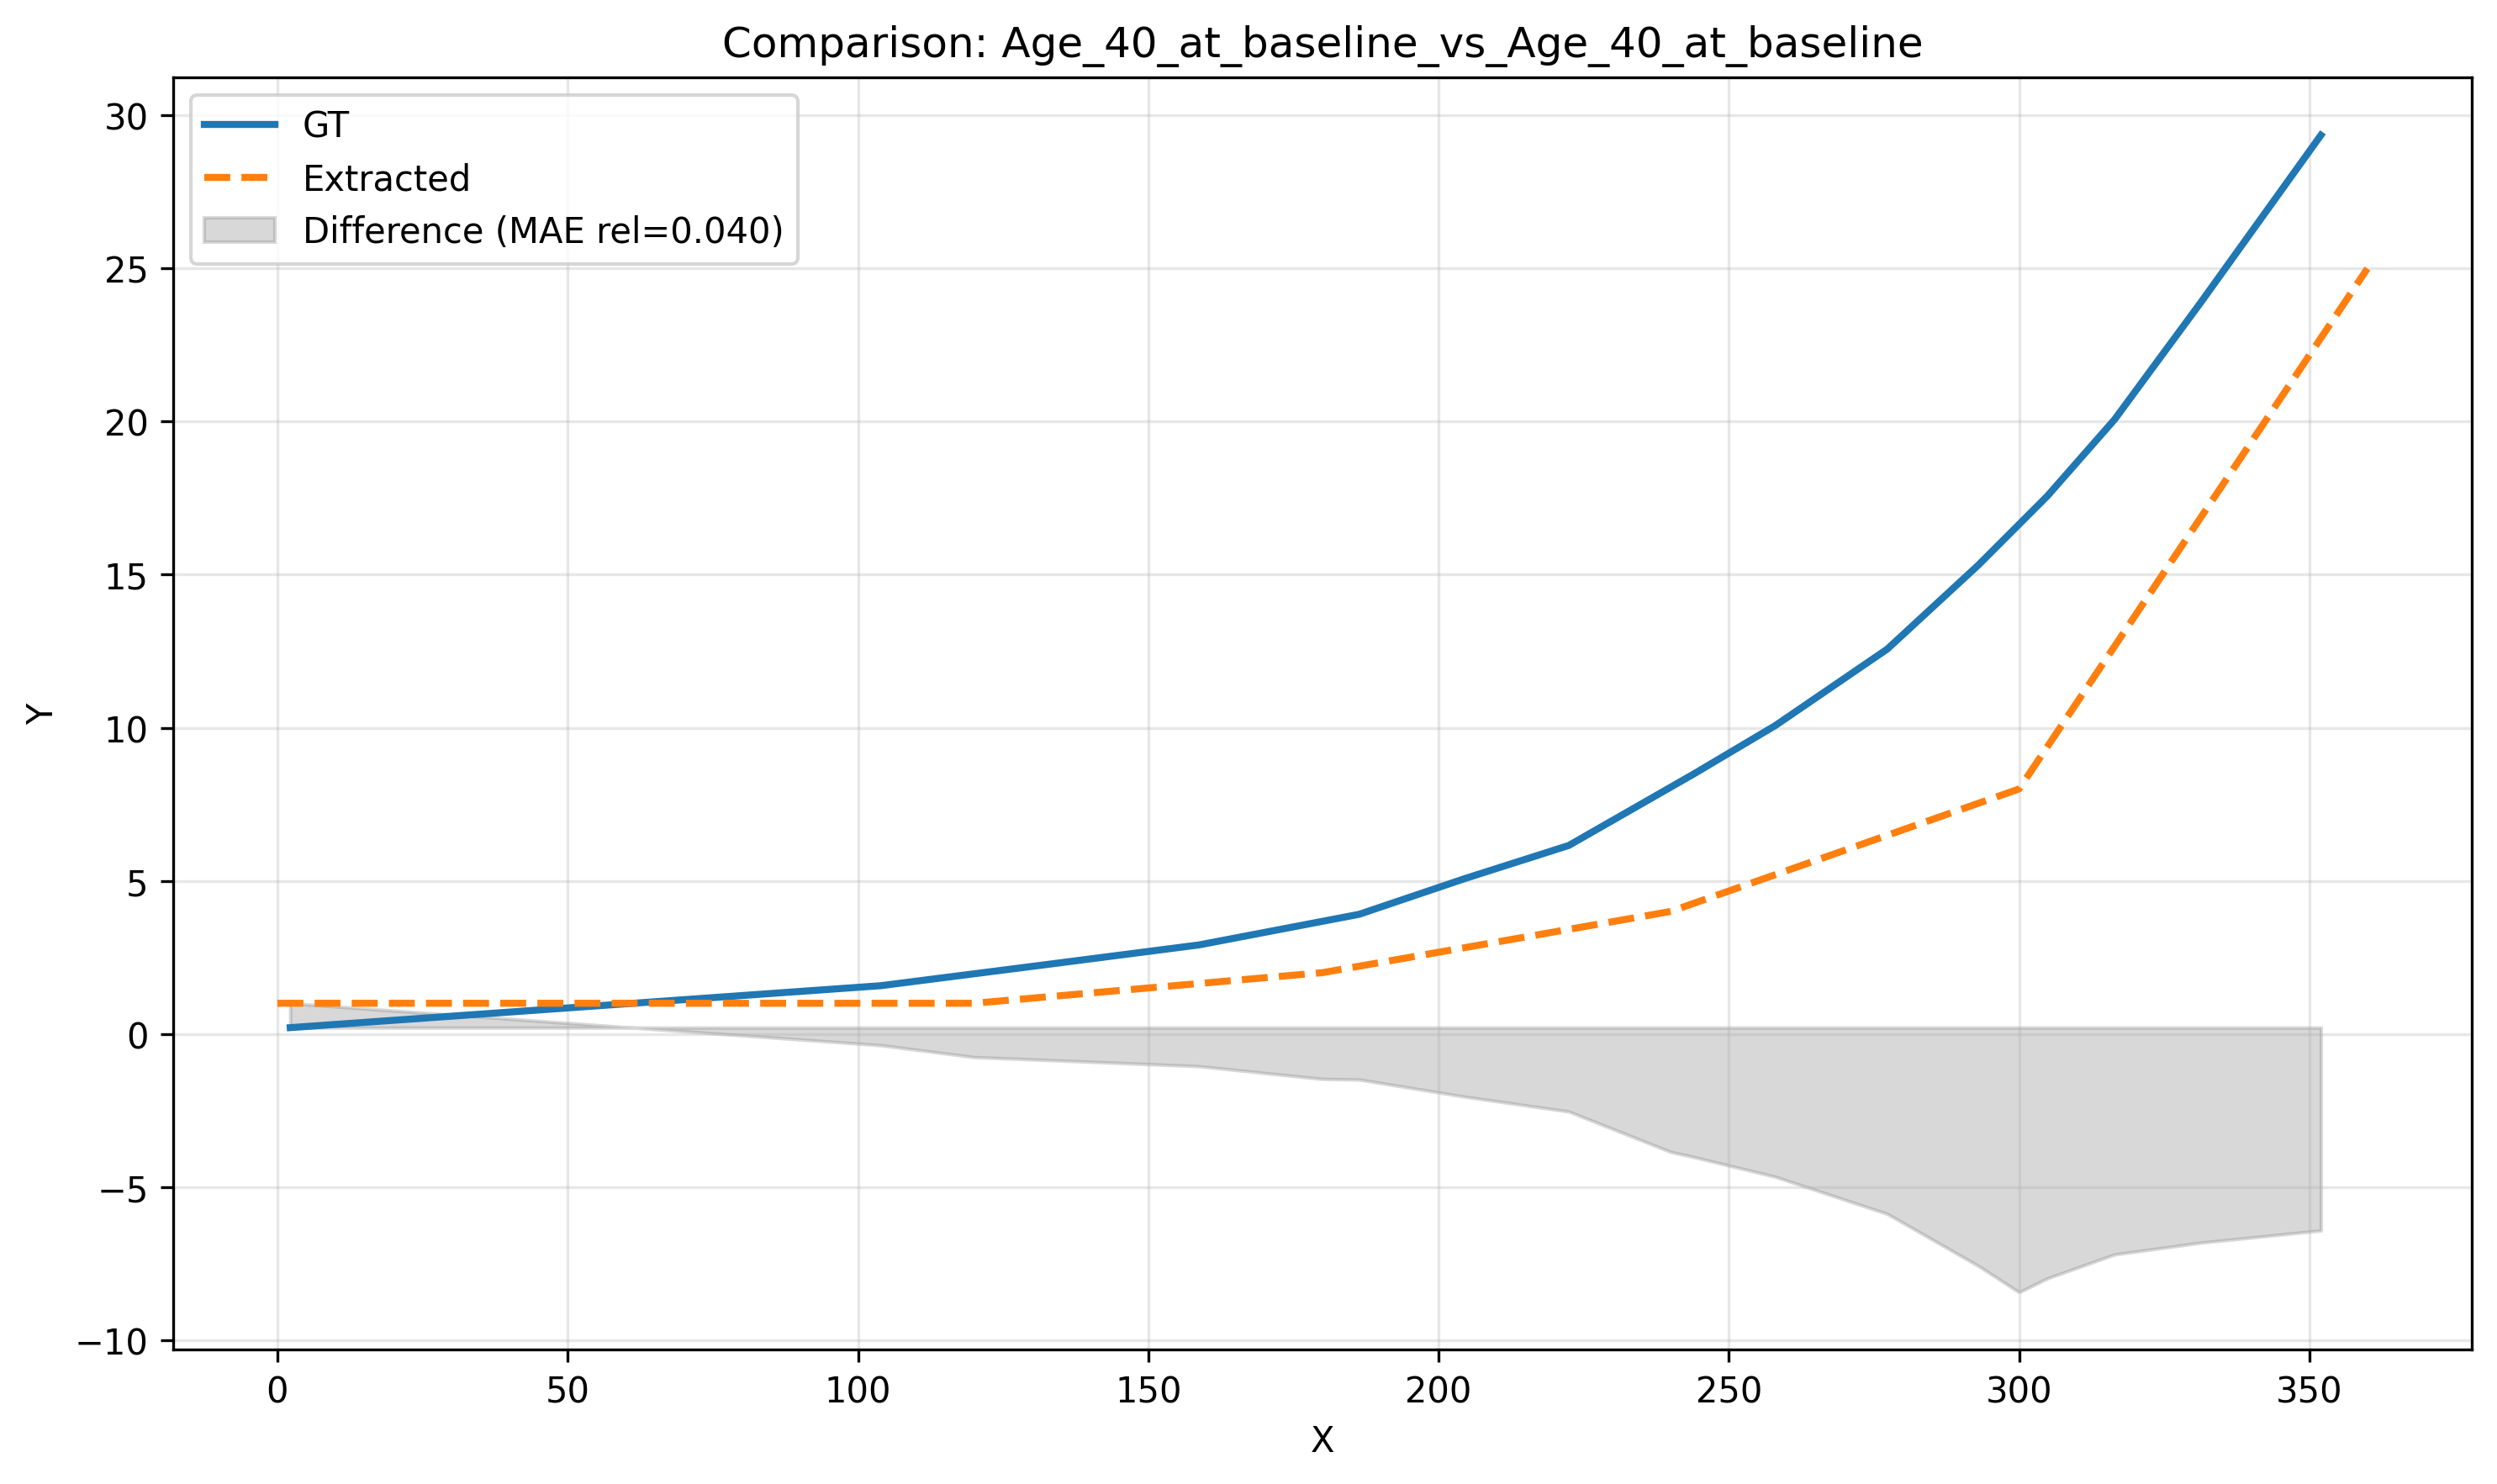 Comparison: Age_40_at_baseline_vs_Age_40_at_baseline
GT
Extracted
Difference (MAE rel=0.040)
30
25
20
15
10
5
0
−5
−10
Y
0 50 100 150 200 250 300 350
X